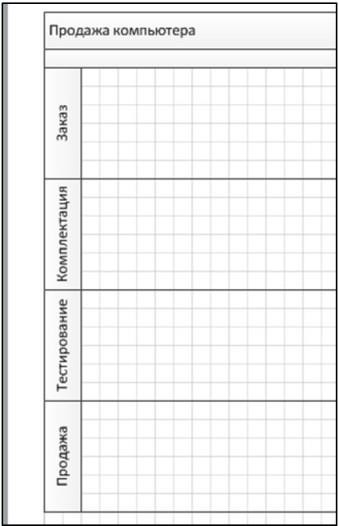 Продажа компьютера
Заказ
Комплектация
Тестирование
Продажа